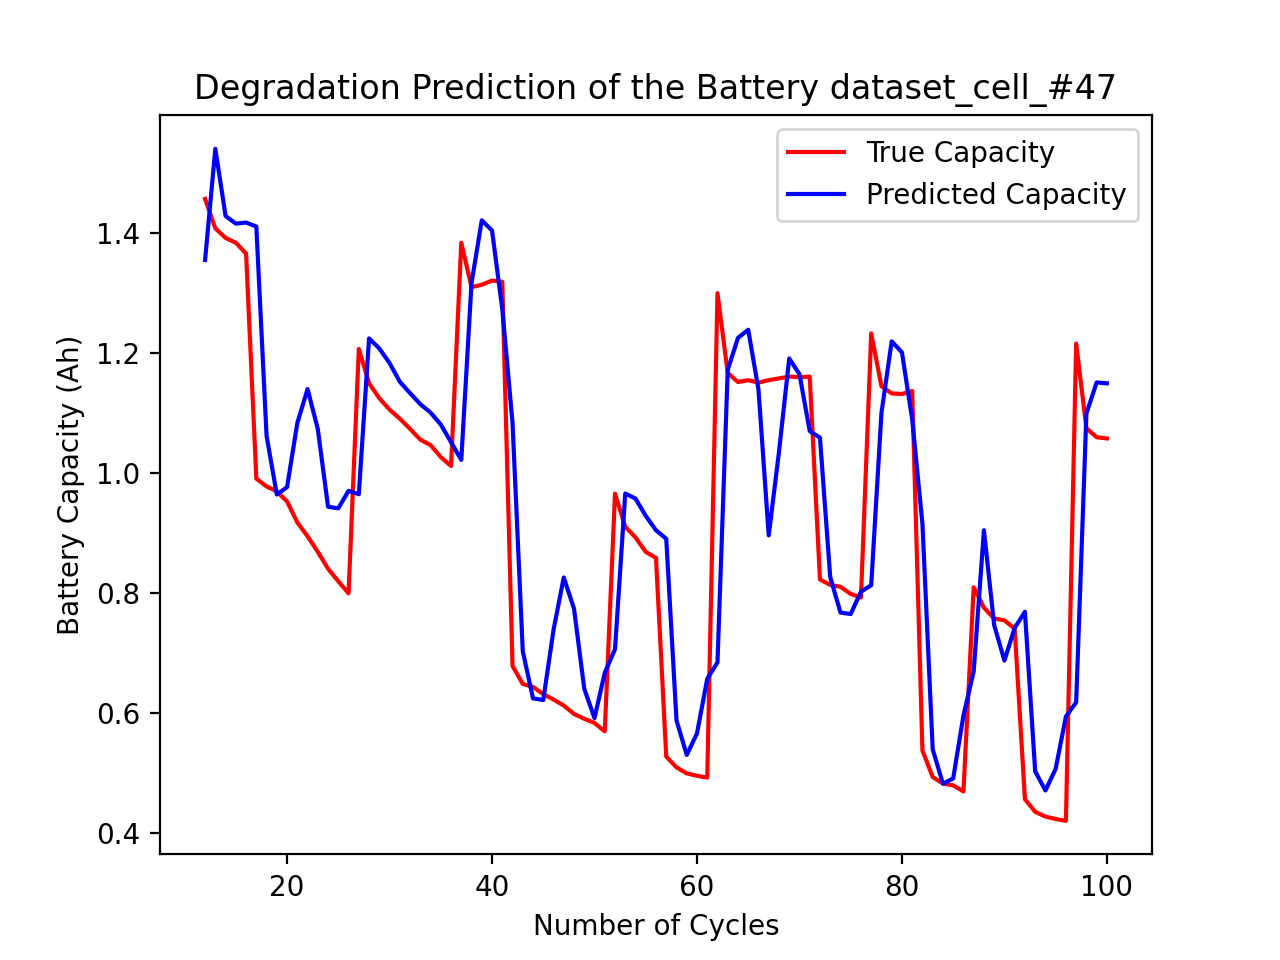 Degradation Prediction of the Battery dataset_cell_#47
True Capacity
Predicted Capacity
Battery Capacity (Ah)
1.4
1.2
1.0
0.8
0.6
0.4
20 40 60 80 100
Number of Cycles